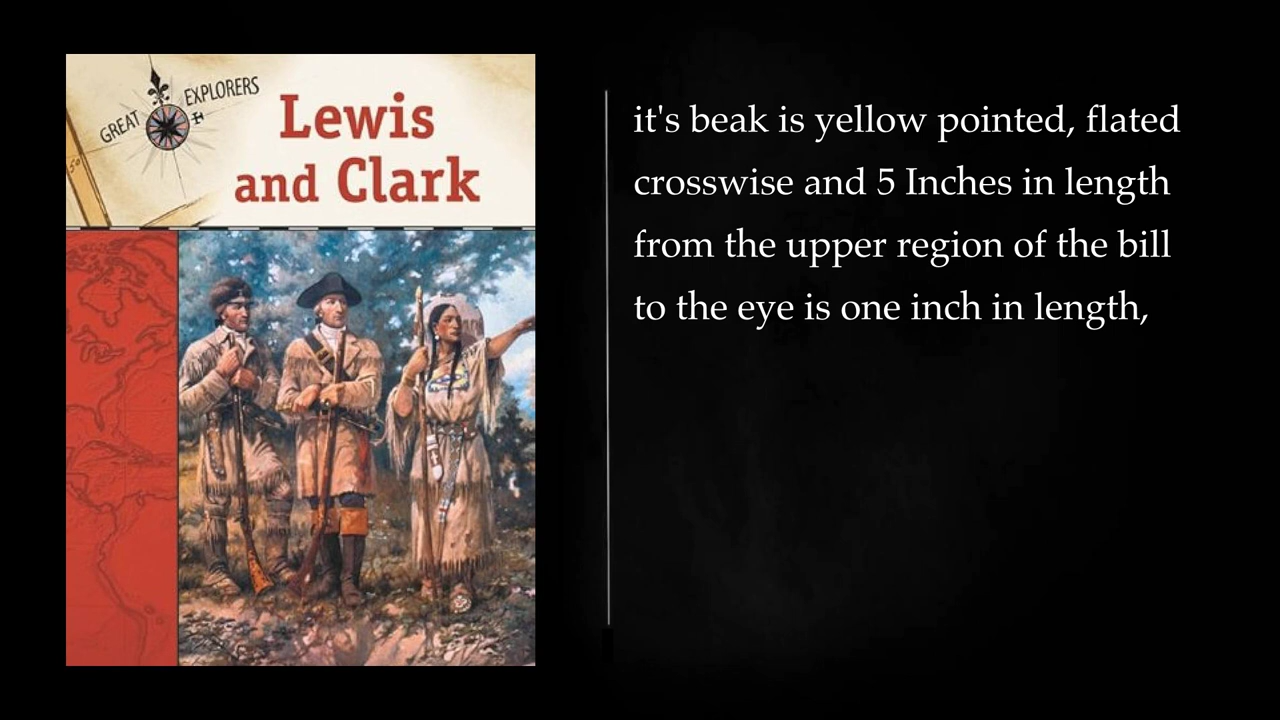 GREAT EXPLORERS
Lewis
and Clark
50
it's beak is yellow pointed, flated
crosswise and 5 Inches in length
from the upper region of the bill
to the eye is one inch in length,